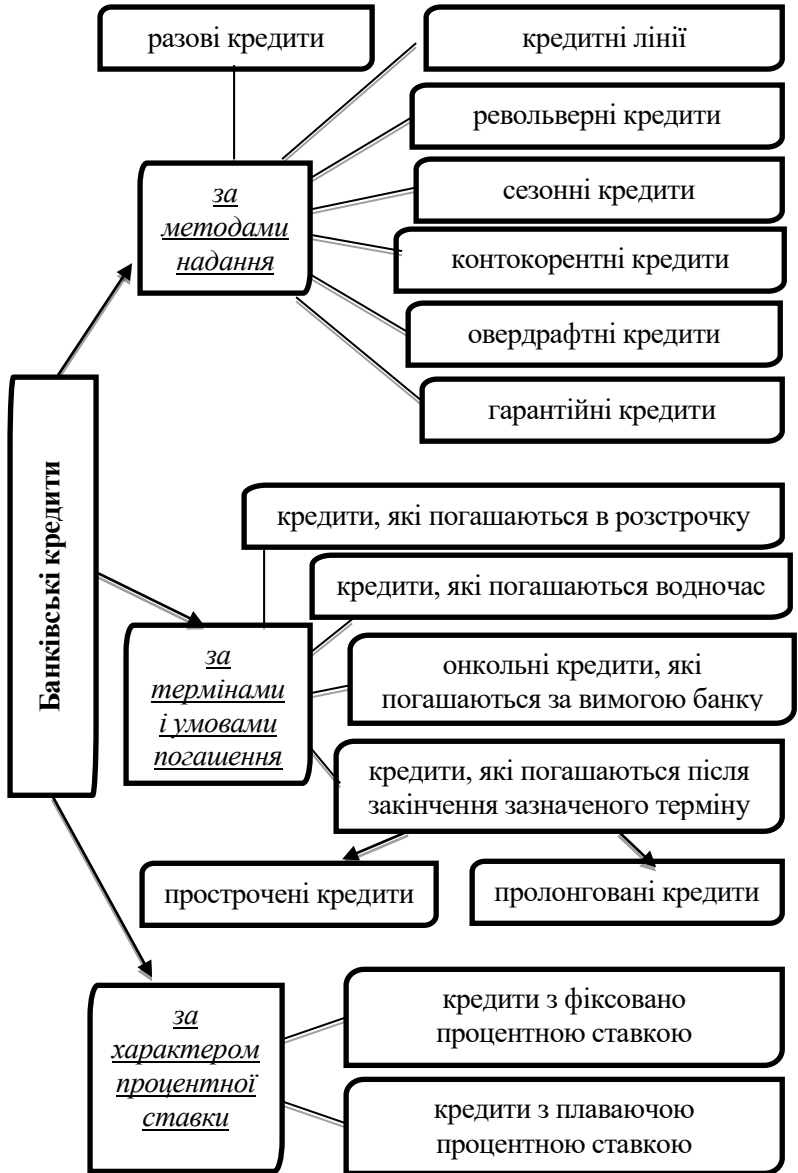 разові кредити
кредитні лінії
револьверні кредити
за
методами
надання
сезонні кредити
контокорентні кредити
овердрафтні кредити
гарантійні кредити
Банківські кредити
кредити, які погашаються в розстрочку
кредити, які погашаються водночас
за
термінами
і умовами
погашення
онкольні кредити, які
погашаються за вимогою банку
кредити, які погашаються після
закінчення зазначеного терміну
прострочені кредити
пролонговані кредити
за
характером
процентної
ставки
кредити з фіксовано
процентною ставкою
кредити з плаваючою
процентною ставкою